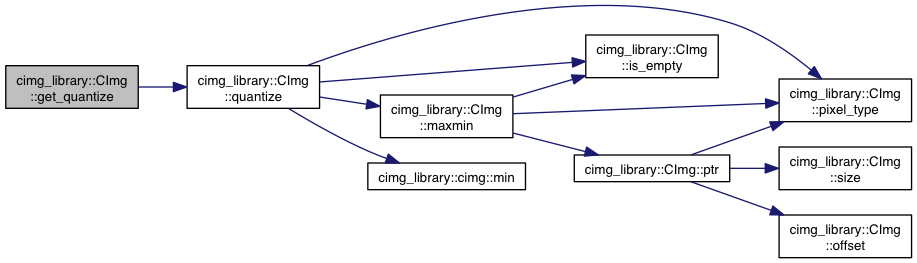 cimg_library::CImg
::get_quantize
cimg_library::CImg
::quantize
cimg_library::CImg
::maxmin
cimg_library::cimg::min
cimg_library::CImg
::is_empty
cimg_library::CImg::ptr
cimg_library::CImg
::pixel_type
cimg_library::CImg
::size
cimg_library::CImg
::offset